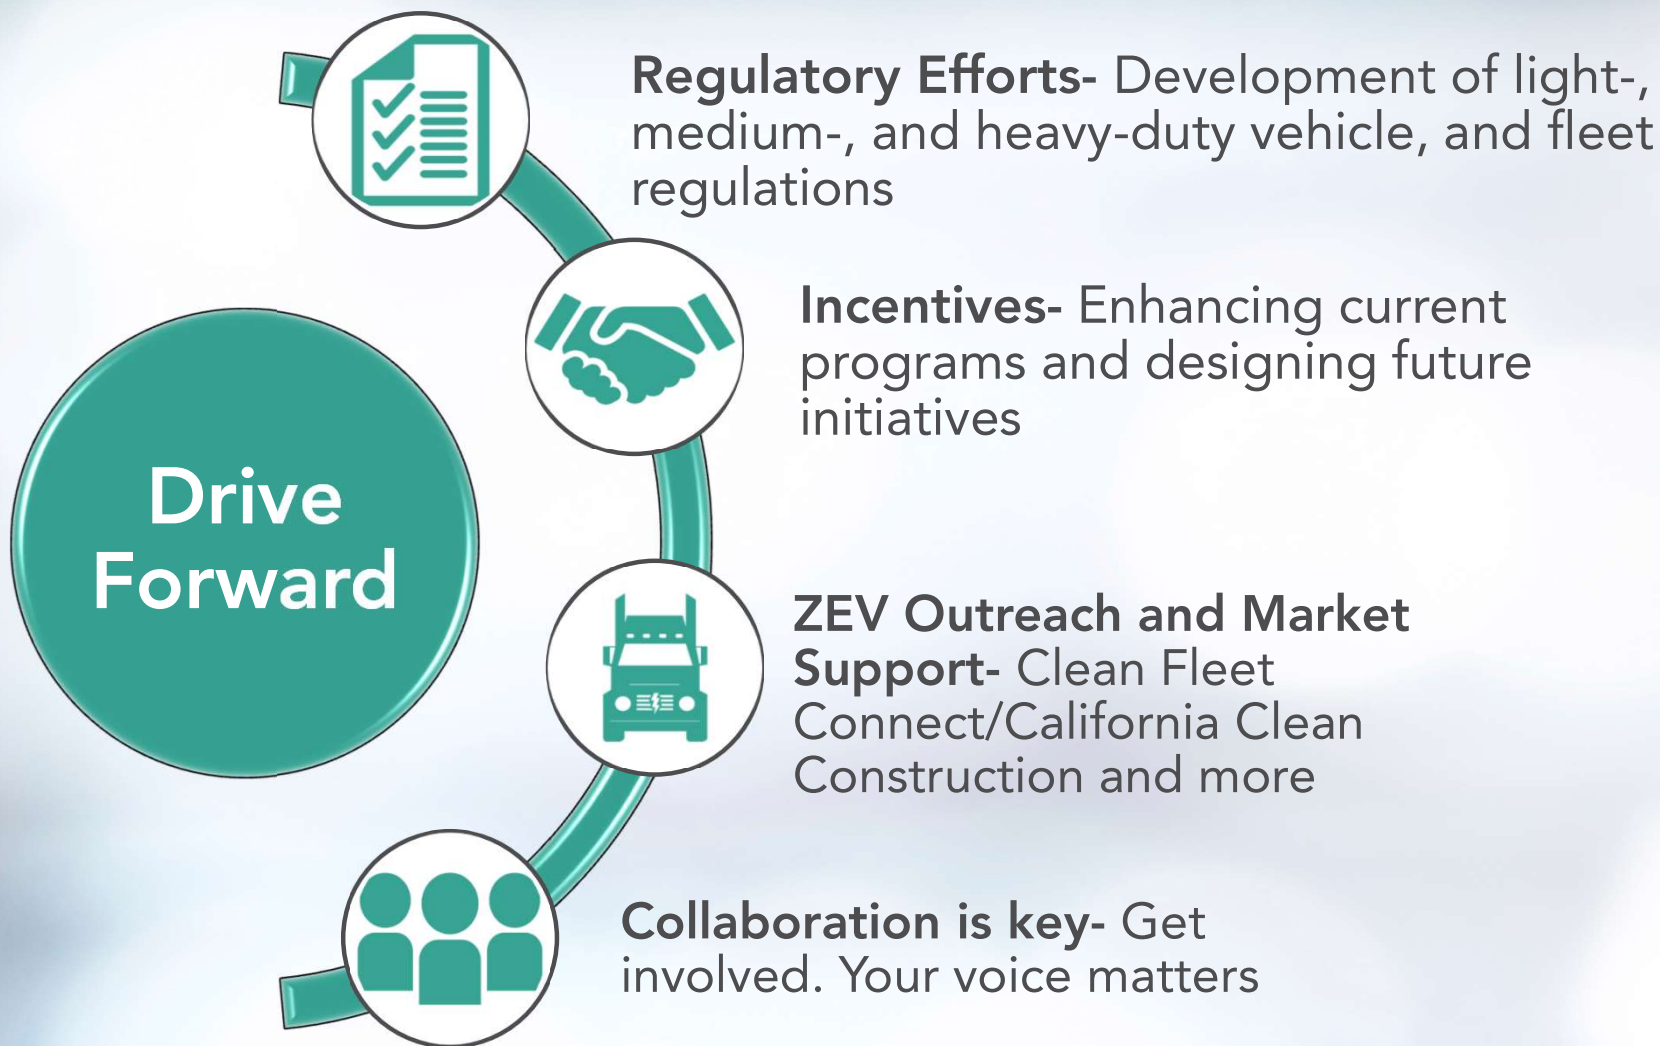 Regulatory Efforts- Development of light-,
medium-, and heavy-duty vehicle, and fleet
regulations
Incentives- Enhancing current
programs and designing future
initiatives
Drive
Forward
ZEV Outreach and Market
Support- Clean Fleet
Connect/California Clean
Construction and more
Collaboration is key- Get
involved. Your voice matters